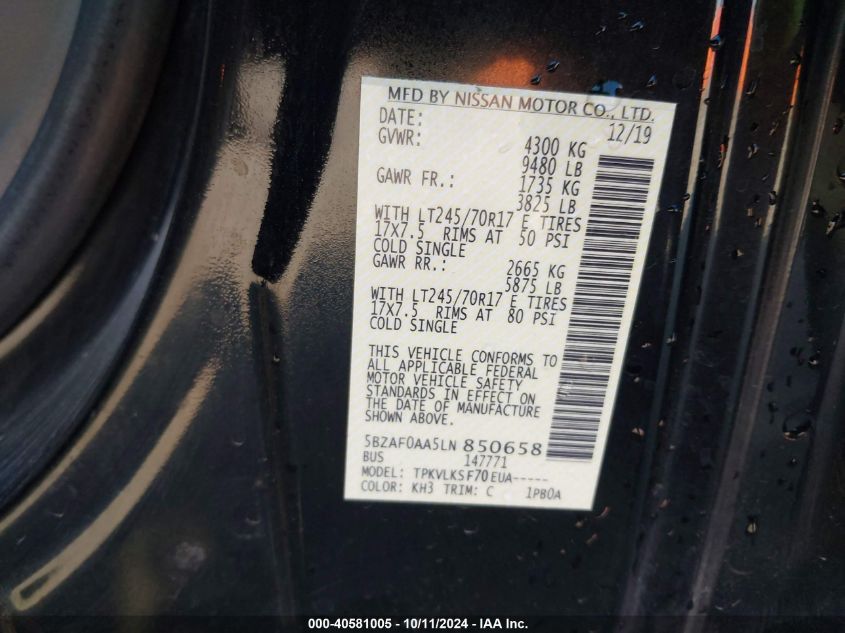 MFD BY NISSAN MOTOR CO., LTD.
DATE: 12/19
GVWR: 4300 KG
9480 LB
GAWR FR.: 1735 KG
3825 LB
WITH LT245/70R17 E TIRES
17X7.5 RIMS AT 50 PSI
COLD SINGLE
GAWR RR.: 2665 KG
5875 LB
WITH LT245/70R17 E TIRES
17X7.5 RIMS AT 80 PSI
COLD SINGLE
THIS VEHICLE CONFORMS TO
ALL APPLICABLE FEDERAL
MOTOR VEHICLE SAFETY
STANDARDS IN EFFECT ON
THE DATE OF MANUFACTURE
SHOWN ABOVE.
5BZAF0AA5LN 850658
BUS 147771
MODEL: TPKVLKSF70EUA-----
COLOR: KH3 TRIM: C 1PB0A
000-40581005 - 10/11/2024 - IAA Inc.